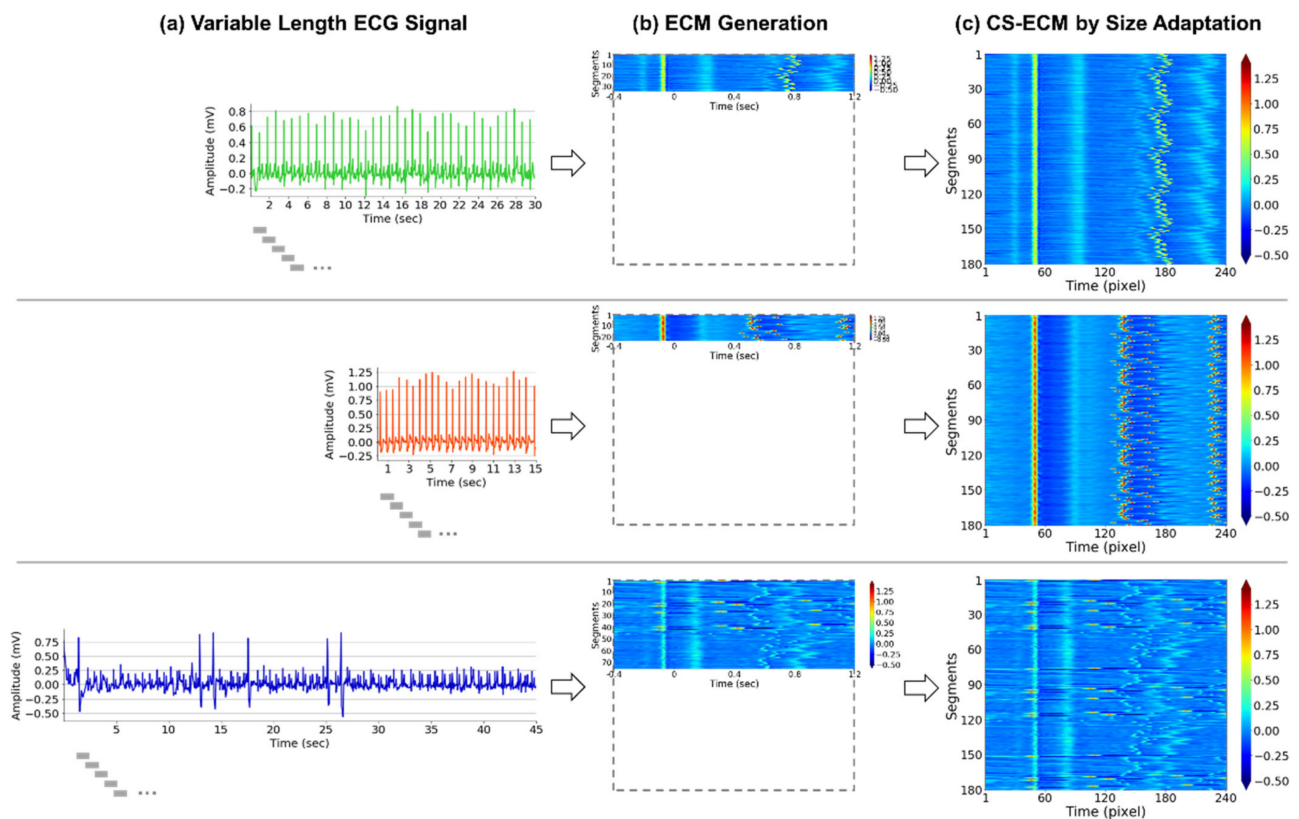 (a) Variable Length ECG Signal
(b) ECM Generation
(c) CS-ECM by Size Adaptation
Amplitude (mV)
0.8
0.6
0.4
0.2
0.0
−0.2
2 4 6 8 10 12 14 16 18 20 22 24 26 28 30
Time (sec)
Segments
1
10
20
30
-0.4 0 0.4 0.8 1.2
Time (sec)
1.25
−0.50
Segments
1
30
60
90
120
150
180
1 60 120 180 240
Time (pixel)
1.25
1.00
0.75
0.50
0.25
0.00
−0.25
−0.50
Amplitude (mV)
1.25
1.00
0.75
0.50
0.25
0.00
−0.25
1 3 5 7 9 11 13 15
Time (sec)
Segments
1
10
20
-0.4 0 0.4 0.8 1.2
Time (sec)
Segments
1
30
60
90
120
150
180
1 60 120 180 240
Time (pixel)
1.25
1.00
0.75
0.50
0.25
0.00
−0.25
−0.50
Amplitude (mV)
0.75
0.50
0.25
0.00
−0.25
−0.50
5 10 15 20 25 30 35 40 45
Time (sec)
Segments
1
10
20
30
40
50
60
70
-0.4 0 0.4 0.8 1.2
Time (sec)
1.25
1.00
0.75
0.50
0.25
0.00
−0.25
−0.50
Segments
1
30
60
90
120
150
180
1 60 120 180 240
Time (pixel)
1.25
1.00
0.75
0.50
0.25
0.00
−0.25
−0.50